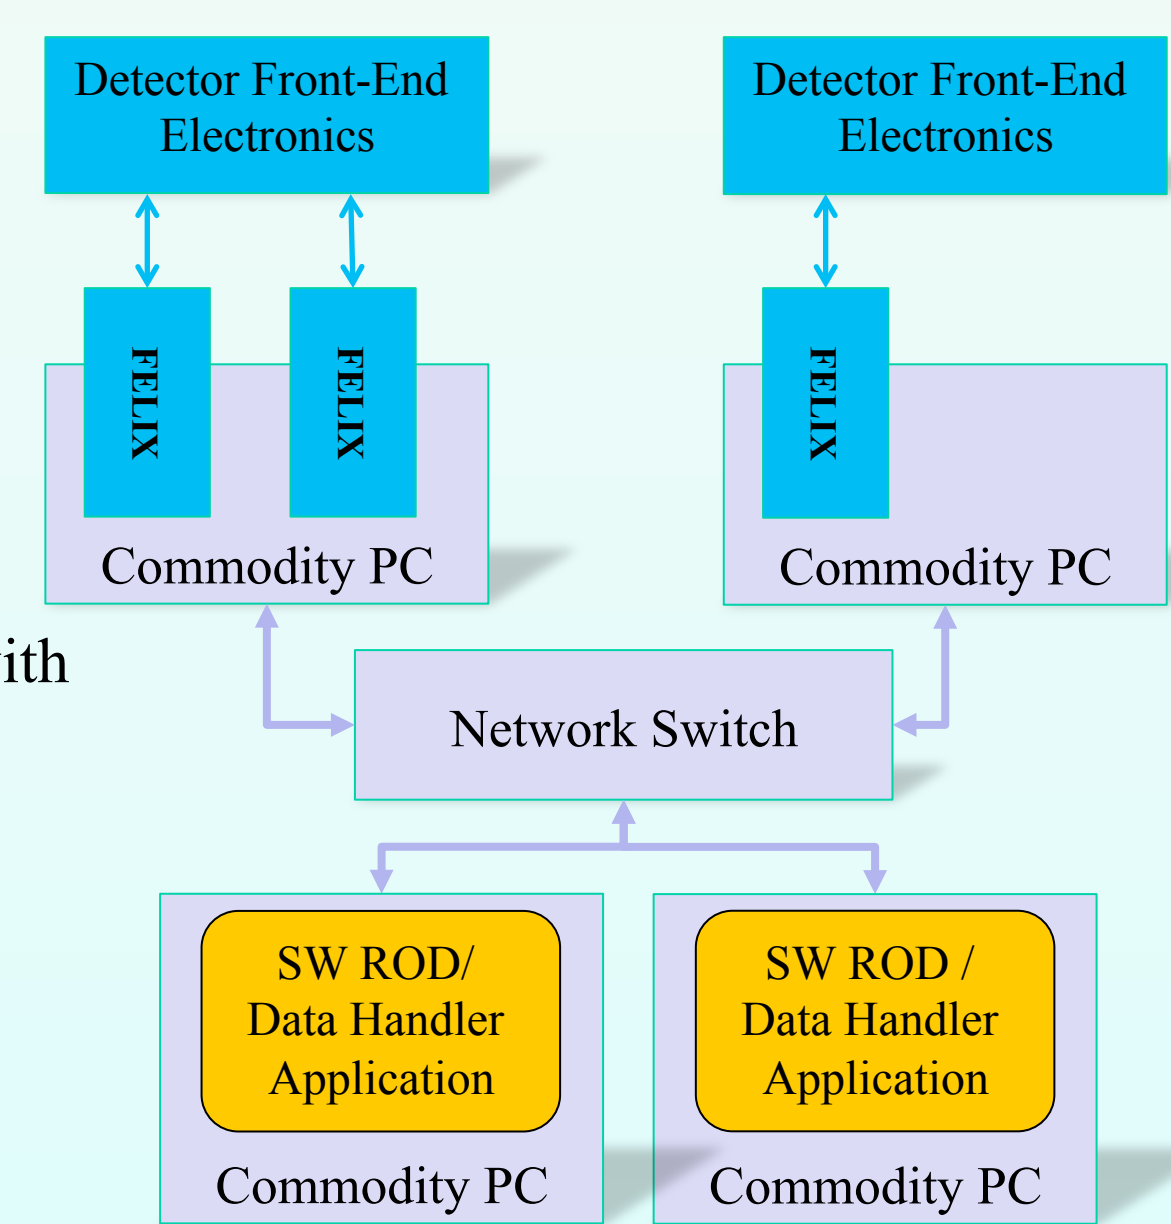 Detector Front-End
Electronics
Detector Front-End
Electronics
FELIX
FELIX
FELIX
Commodity PC
Commodity PC
Network Switch
SW ROD/
Data Handler
Application
SW ROD /
Data Handler
Application
Commodity PC
Commodity PC